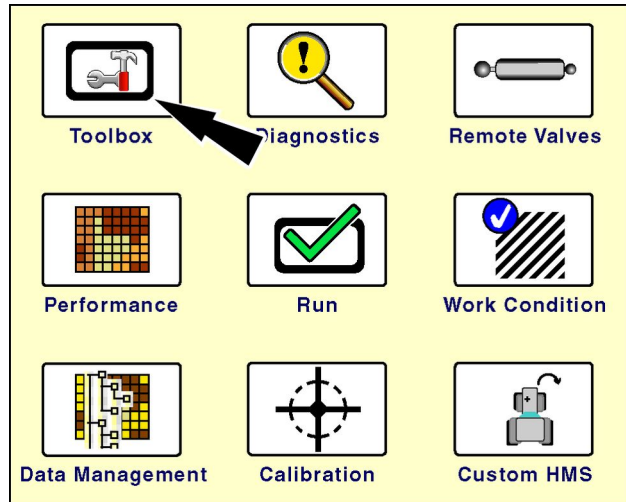 Toolbox
Diagnostics
Remote Valves
Performance
Run
Work Condition
Data Management
Calibration
Custom HMS